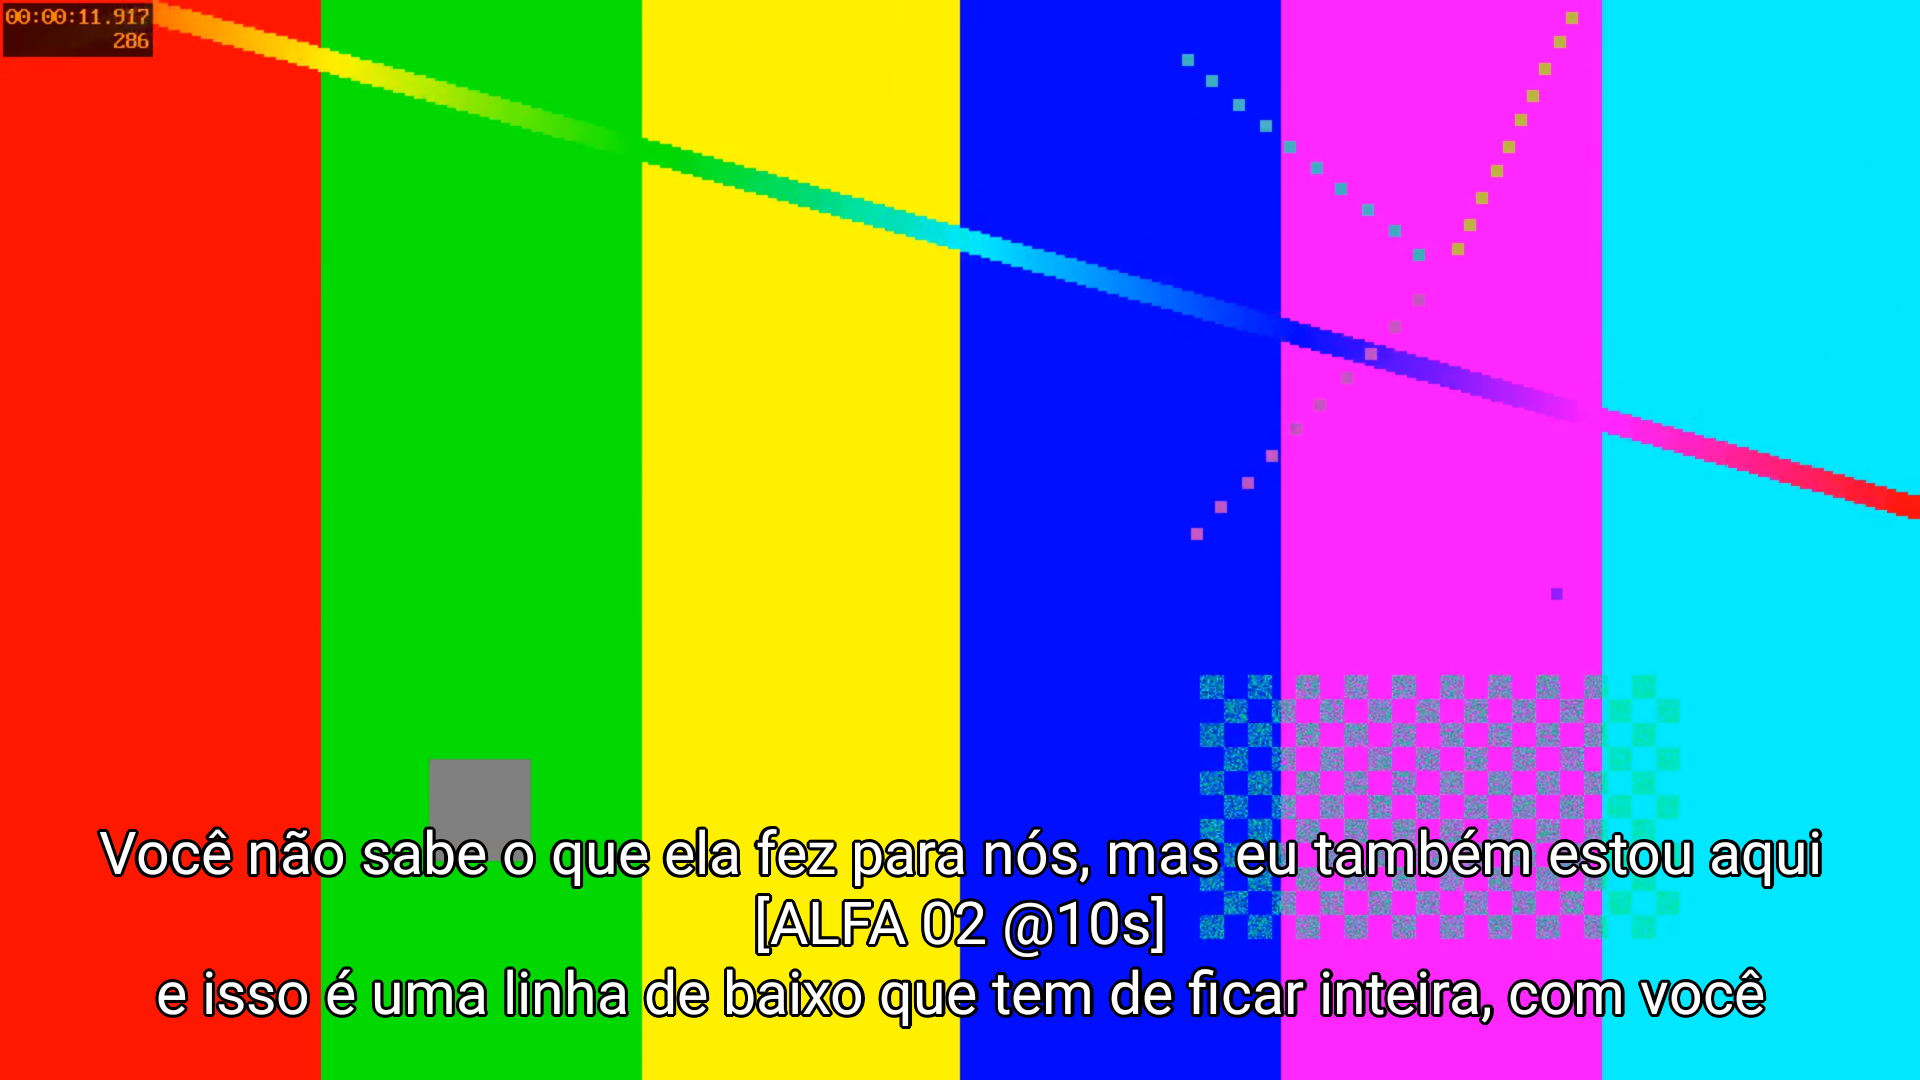 00:00:11.917
286
Você não sabe o que ela fez para nós, mas eu também estou aqui
[ALFA 02 @10s]
e isso é uma linha de baixo que tem de ficar inteira, com você